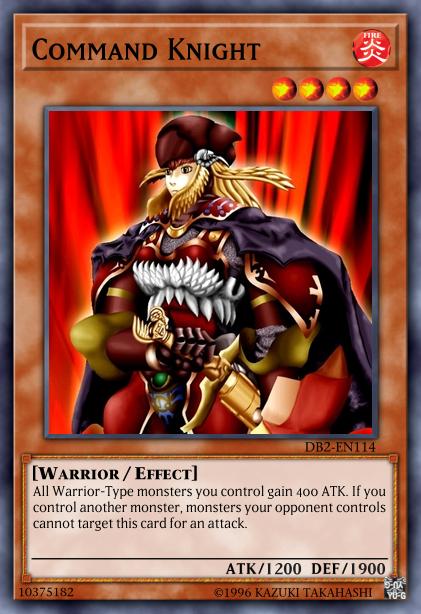 COMMAND KNIGHT
FIRE
炎
DB2-EN114
[WARRIOR / EFFECT]
All Warrior-Type monsters you control gain 400 ATK. If you
control another monster, monsters your opponent controls
cannot target this card for an attack.
ATK/1200 DEF/1900
10375182
©1996 KAZUKI TAKAHASHI